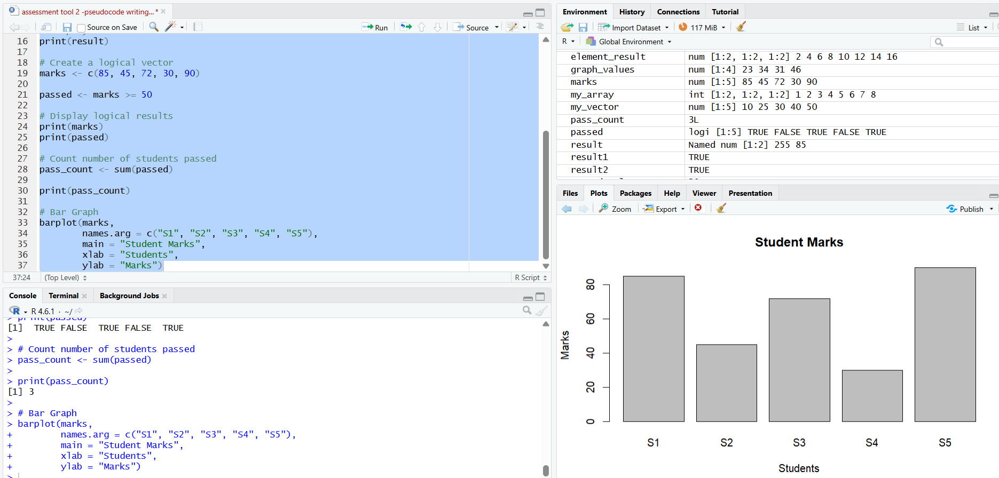 assessment tool 2 -pseudocode writing...*
Source on Save
Run
Source
16 print(result)
17
18 # Create a logical vector
19 marks <- c(85, 45, 72, 30, 90)
20
21 passed <- marks >= 50
22
23 # Display logical results
24 print(marks)
25 print(passed)
26
27 # Count number of students passed
28 pass_count <- sum(passed)
29
30 print(pass_count)
31
32 # Bar Graph
33 barplot(marks,
34 names.arg = c("S1", "S2", "S3", "S4", "S5"),
35 main = "Student Marks",
36 xlab = "Students",
37 ylab = "Marks")
37:24 (Top Level) R Script
Console Terminal Background Jobs
R 4.6.1 · ~/
> print(passed)
[1]  TRUE FALSE  TRUE FALSE  TRUE
>
> # Count number of students passed
> pass_count <- sum(passed)
>
> print(pass_count)
[1] 3
>
> # Bar Graph
> barplot(marks,
+ names.arg = c("S1", "S2", "S3", "S4", "S5"),
+ main = "Student Marks",
+ xlab = "Students",
+ ylab = "Marks")
>
Environment History Connections Tutorial
Import Dataset 117 MiB List
R Global Environment
element_result num [1:2, 1:2, 1:2] 2 4 6 8 10 12 14 16
graph_values num [1:4] 23 34 31 46
marks num [1:5] 85 45 72 30 90
my_array int [1:2, 1:2, 1:2] 1 2 3 4 5 6 7 8
my_vector num [1:5] 10 25 30 40 50
pass_count 3L
passed logi [1:5] TRUE FALSE TRUE FALSE TRUE
result Named num [1:2] 255 85
result1 TRUE
result2 TRUE
Files Plots Packages Help Viewer Presentation
Zoom Export Publish
Student Marks
Marks
80
60
40
20
0
S1 S2 S3 S4 S5
Students